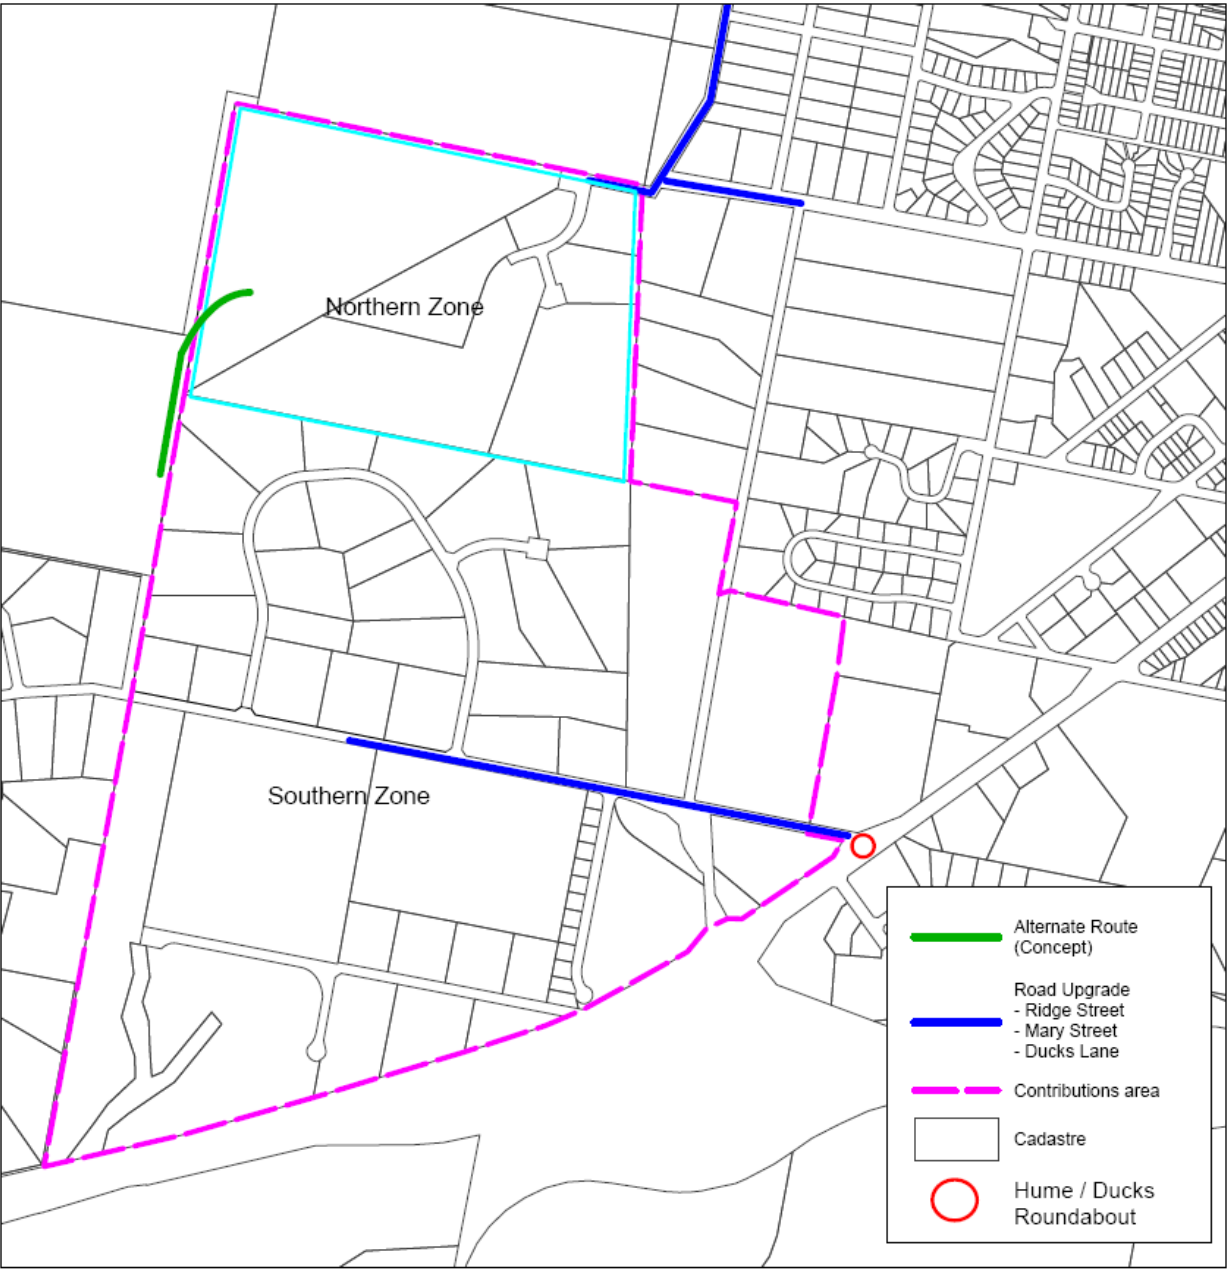 Northern Zone
Southern Zone
Alternate Route
(Concept)
Road Upgrade
- Ridge Street
- Mary Street
- Ducks Lane
Contributions area
Cadastre
Hume / Ducks
Roundabout